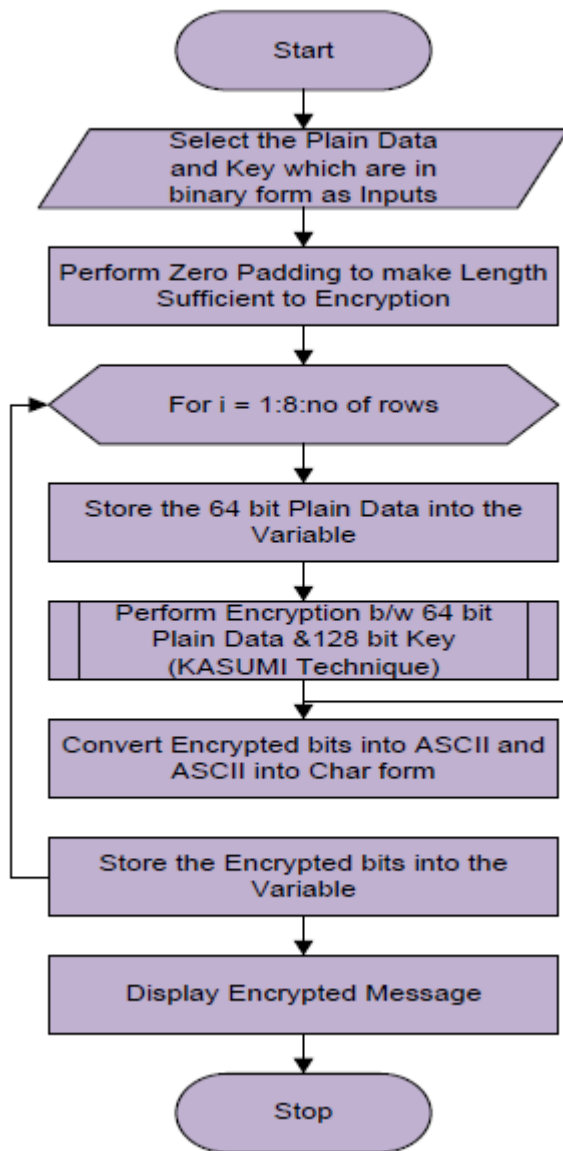 Start
Select the Plain Data
and Key which are in
binary form as Inputs
Perform Zero Padding to make Length
Sufficient to Encryption
For i = 1:8:no of rows
Store the 64 bit Plain Data into the
Variable
Perform Encryption b/w 64 bit
Plain Data &128 bit Key
(KASUMI Technique)
Convert Encrypted bits into ASCII and
ASCII into Char form
Store the Encrypted bits into the
Variable
Display Encrypted Message
Stop